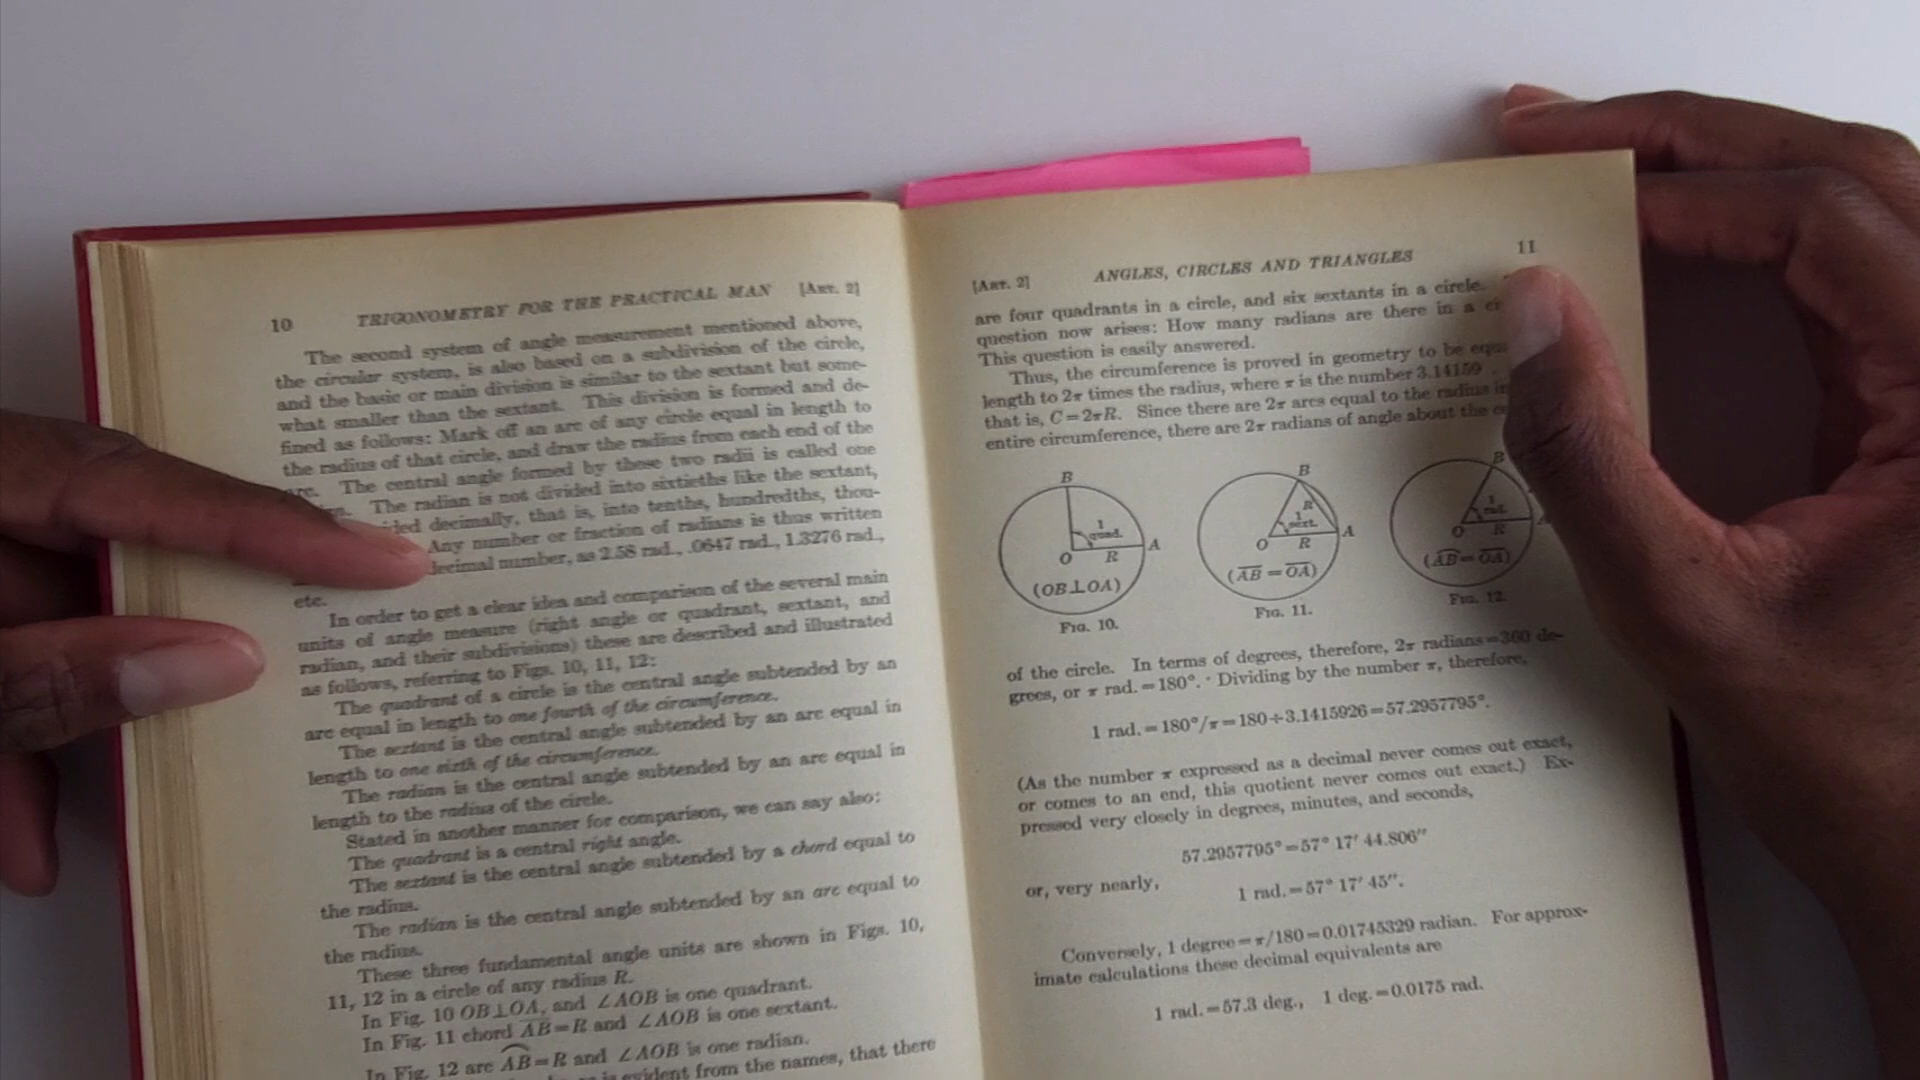 10 TRIGONOMETRY FOR THE PRACTICAL MAN [ART. 2]
The second system of angle measurement mentioned above,
the circular system, is also based on a subdivision of the circle,
and the basic or main division is similar to the sextant but some-
what smaller than the sextant. This division is formed and de-
fined as follows: Mark off an arc of any circle equal in length to
the radius of that circle, and draw the radius from each end of the
The central angle formed by these two radii is called one
The radian is not divided into sixtieths like the sextant,
decimally, that is, into tenths, hundredths, thou-
Any number or fraction of radians is thus written
decimal number, as 2.58 rad., .0647 rad., 1.3276 rad.,
etc.
In order to get a clear idea and comparison of the several main
units of angle measure (right angle or quadrant, sextant, and
radian, and their subdivisions) these are described and illustrated
as follows, referring to Figs. 10, 11, 12:
The quadrant of a circle is the central angle subtended by an
arc equal in length to one fourth of the circumference.
The sextant is the central angle subtended by an arc equal in
length to one sixth of the circumference.
The radian is the central angle subtended by an arc equal in
length to the radius of the circle.
Stated in another manner for comparison, we can say also:
The quadrant is a central right angle.
The sextant is the central angle subtended by a chord equal to
the radius.
The radian is the central angle subtended by an arc equal to
the radius.
These three fundamental angle units are shown in Figs. 10,
11, 12 in a circle of any radius R.
In Fig. 10 OB⊥OA, and ∠AOB is one quadrant.
In Fig. 11 chord AB=R and ∠AOB is one sextant.
In Fig. 12 arc AB=R and ∠AOB is one radian.
is evident from the names, that there
[ART. 2] ANGLES, CIRCLES AND TRIANGLES 11
are four quadrants in a circle, and six sextants in a circle.
question now arises: How many radians are there in a
This question is easily answered.
Thus, the circumference is proved in geometry to be
length to 2π times the radius, where π is the number 3.14159
that is, C=2πR. Since there are 2π arcs equal to the radius
entire circumference, there are 2π radians of angle about the
B 1 quad. O R A (OB⊥OA)
FIG. 10.
B R 1 sext. O R A (AB=OA)
FIG. 11.
B 1 rad. O R A (AB=OA)
FIG. 12.
of the circle. In terms of degrees, therefore, 2π radians=360 de-
grees, or π rad.=180°. Dividing by the number π, therefore,
1 rad.=180°/π=180÷3.1415926=57.2957795°.
(As the number π expressed as a decimal never comes out exact,
or comes to an end, this quotient never comes out exact.) Ex-
pressed very closely in degrees, minutes, and seconds,
57.2957795°=57° 17′ 44.806″
or, very nearly,
1 rad.=57° 17′ 45″.
Conversely, 1 degree=π/180=0.01745329 radian. For approx-
imate calculations these decimal equivalents are
1 rad.=57.3 deg., 1 deg.=0.0175 rad.